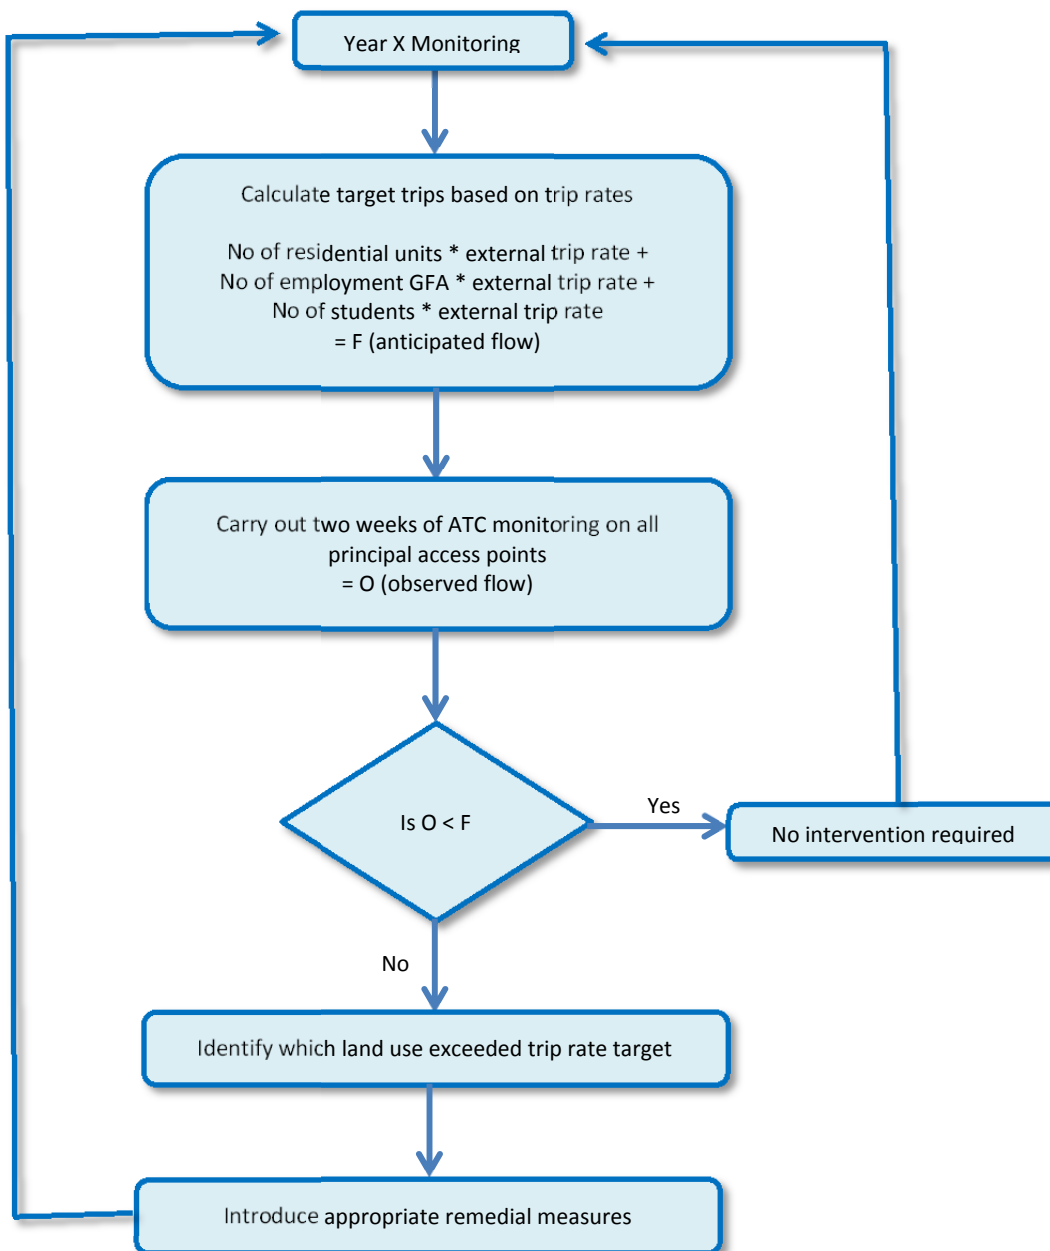 Year X Monitoring
Calculate target trips based on trip rates
No of residential units * external trip rate +
No of employment GFA * external trip rate +
No of students * external trip rate
= F (anticipated flow)
Carry out two weeks of ATC monitoring on all
principal access points
= O (observed flow)
Is O < F
Yes
No intervention required
No
Identify which land use exceeded trip rate target
Introduce appropriate remedial measures